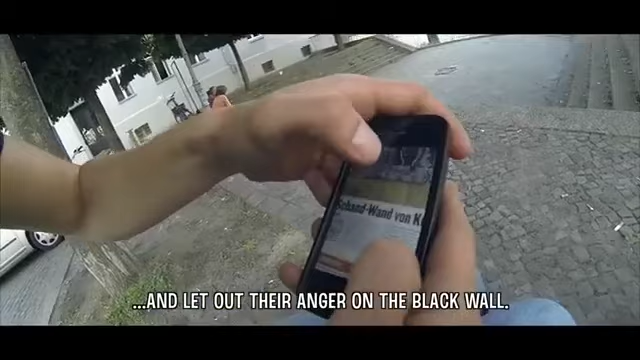 Schand-Wand von K
...AND LET OUT THEIR ANGER ON THE BLACK WALL.